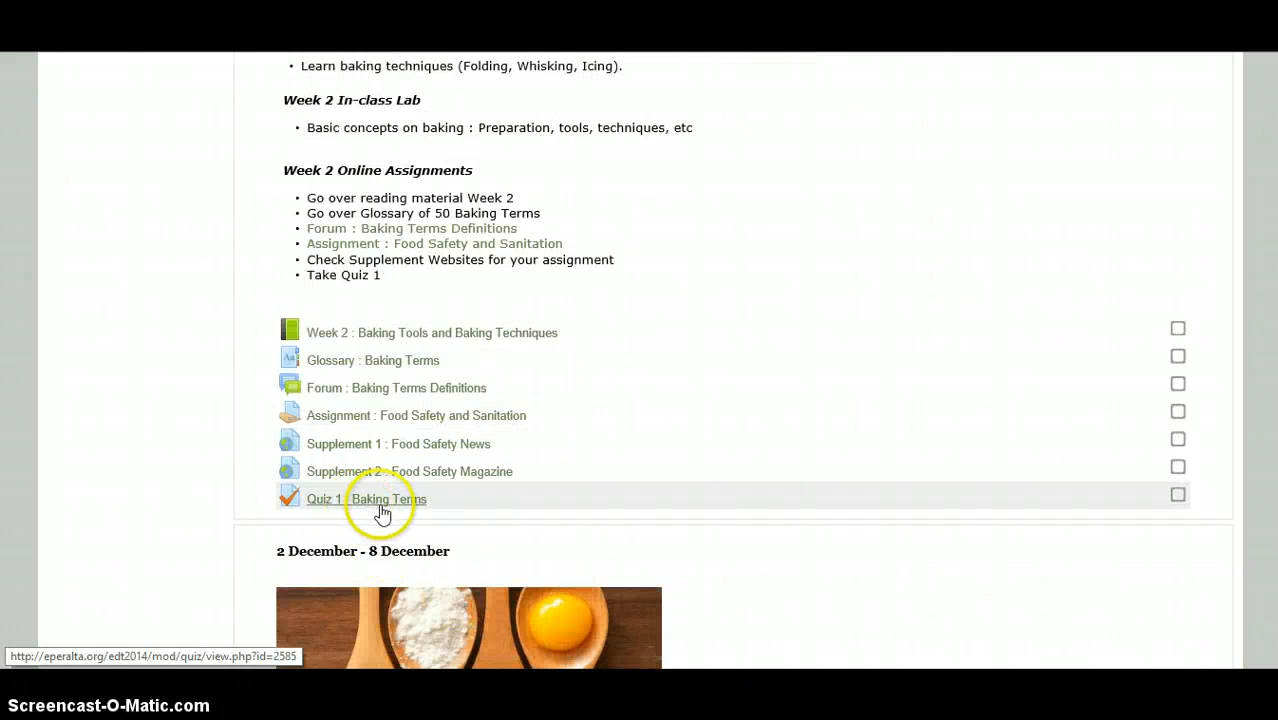 • Learn baking techniques (Folding, Whisking, Icing).
Week 2 In-class Lab
• Basic concepts on baking : Preparation, tools, techniques, etc
Week 2 Online Assignments
• Go over reading material Week 2
• Go over Glossary of 50 Baking Terms
• Forum : Baking Terms Definitions
• Assignment : Food Safety and Sanitation
• Check Supplement Websites for your assignment
• Take Quiz 1
Week 2 : Baking Tools and Baking Techniques
Aa
Glossary : Baking Terms
Forum : Baking Terms Definitions
Assignment : Food Safety and Sanitation
Supplement 1 : Food Safety News
Supplement 2 : Food Safety Magazine
Quiz 1 : Baking Terms
2 December - 8 December
http://eperalta.org/edt2014/mod/quiz/view.php?id=2585
Screencast-O-Matic.com